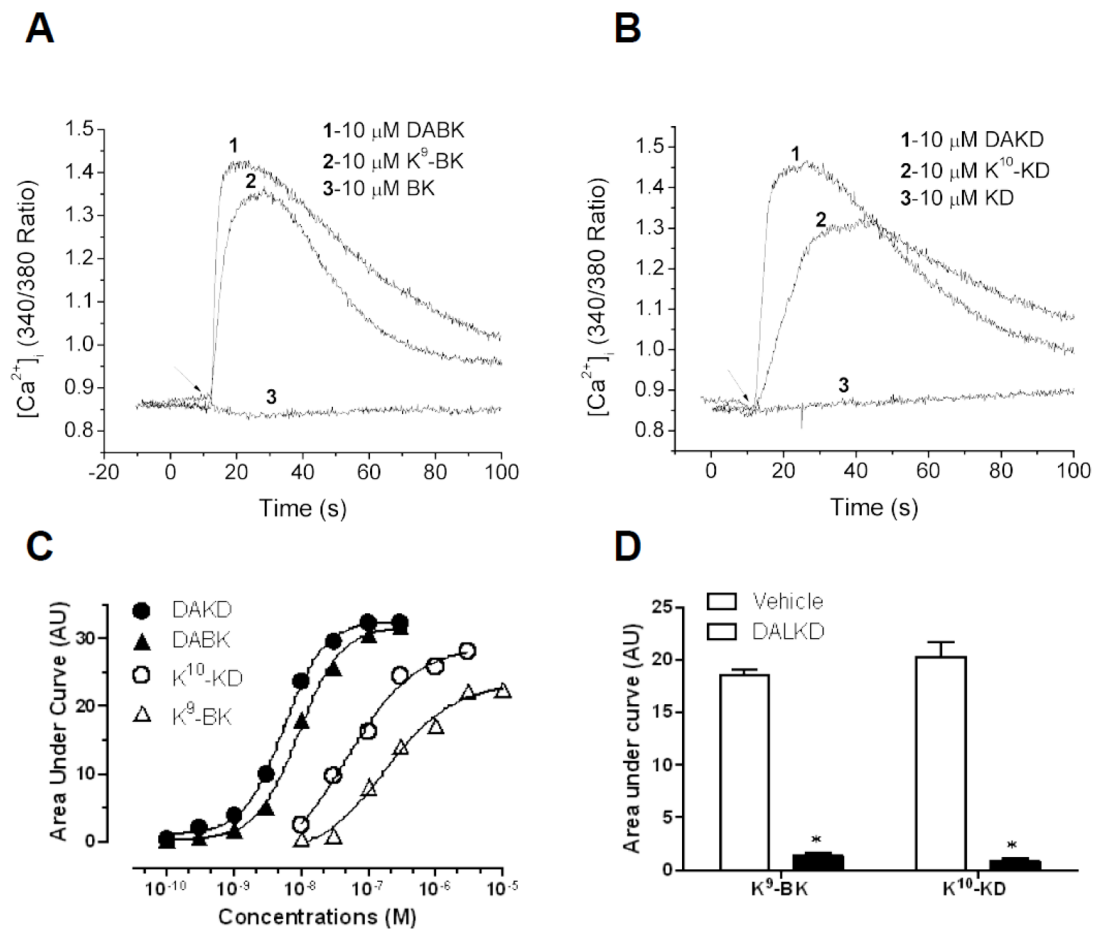 A
B
1-10 μM DABK
2-10 μM K⁹-BK
3-10 μM BK
1
2
3
1.5
1.4
1.3
1.2
1.1
1.0
0.9
0.8
[Ca²⁺]ᵢ (340/380 Ratio)
-20 0 20 40 60 80 100
Time (s)
1-10 μM DAKD
2-10 μM K¹⁰-KD
3-10 μM KD
1
2
3
1.5
1.4
1.3
1.2
1.1
1.0
0.9
0.8
[Ca²⁺]ᵢ (340/380 Ratio)
0 20 40 60 80 100
Time (s)
C
D
DAKD
DABK
K¹⁰-KD
K⁹-BK
30
20
10
0
Area Under Curve (AU)
10⁻¹⁰ 10⁻⁹ 10⁻⁸ 10⁻⁷ 10⁻⁶ 10⁻⁵
Concentrations (M)
Vehicle
DALKD
25
20
15
10
5
0
Area under curve (AU)
* *
K⁹-BK K¹⁰-KD